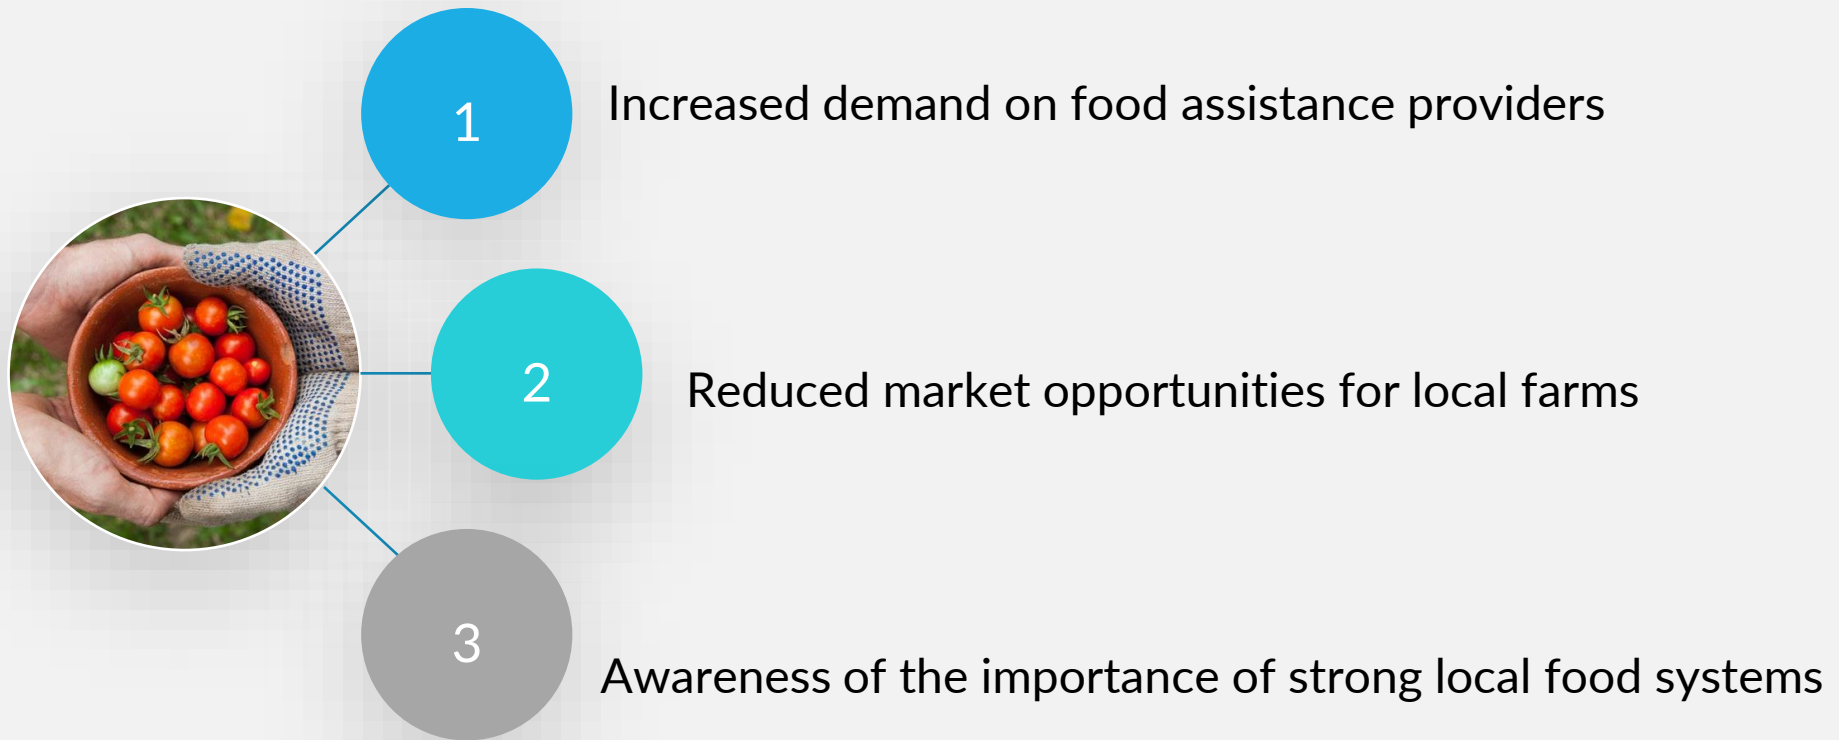 1
Increased demand on food assistance providers
2
Reduced market opportunities for local farms
3
Awareness of the importance of strong local food systems